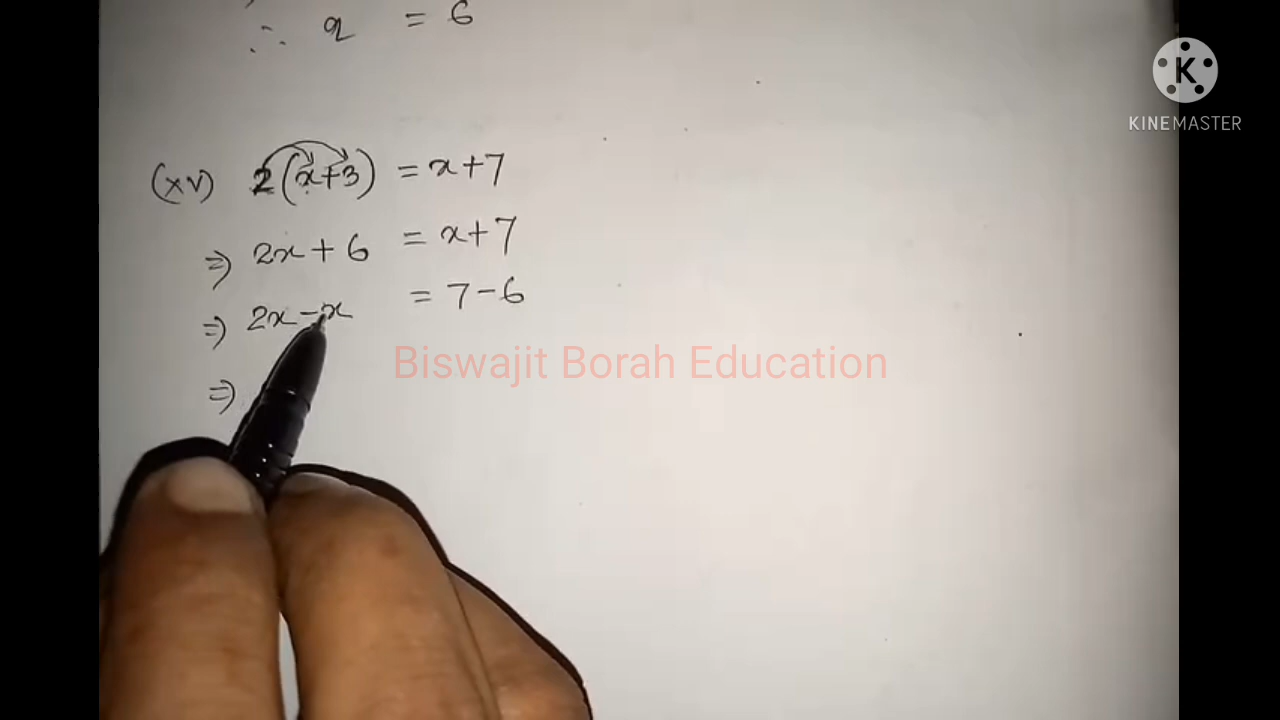 ∴ q = 6
(xv) 2(x+3) = x+7
⇒ 2x + 6 = x+7
⇒ 2x - x = 7-6
⇒
Biswajit Borah Education
K
KINEMASTER